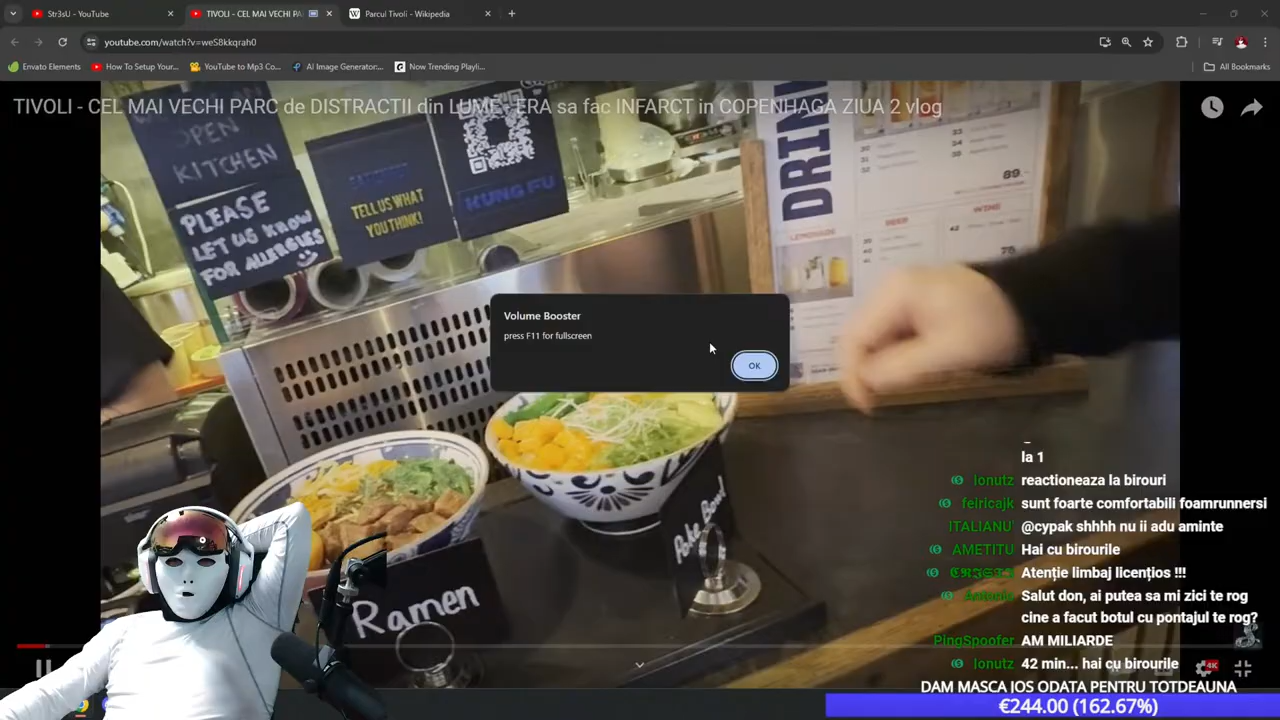 Str3sU - YouTube
TIVOLI - CEL MAI VECHI PA
Parcul Tivoli - Wikipedia
youtube.com/watch?v=weS8kkqrah0
Envato Elements
How To Setup Your...
YouTube to Mp3 Co...
AI Image Generator:...
Now Trending Playli...
All Bookmarks
TIVOLI - CEL MAI VECHI PARC de DISTRACTII din LUME - ERA sa fac INFARCT in COPENHAGA ZIUA 2 vlog
OPEN
KITCHEN
PLEASE
LET US KNOW
FOR ALLERGIES
TELL US WHAT
YOU THINK!
KUNG FU
DRIN
89.-
LEMONADE
BEER
WINE
Volume Booster
press F11 for fullscreen
OK
Ramen
Poke Bowl
la 1
Ionutz reactioneaza la birouri
feiricajk sunt foarte comfortabili foamrunnersi
ITALIANU' @cypak shhhh nu ii adu aminte
AMETITU Hai cu birourile
Atenție limbaj licențios !!!
Salut don, ai putea sa mi zici te rog
cine a facut botul cu pontajul te rog?
PingSpoofer AM MILIARDE
Ionutz 42 min... hai cu birourile
4K
DAM MASCA JOS ODATA PENTRU TOTDEAUNA
€244.00 (162.67%)